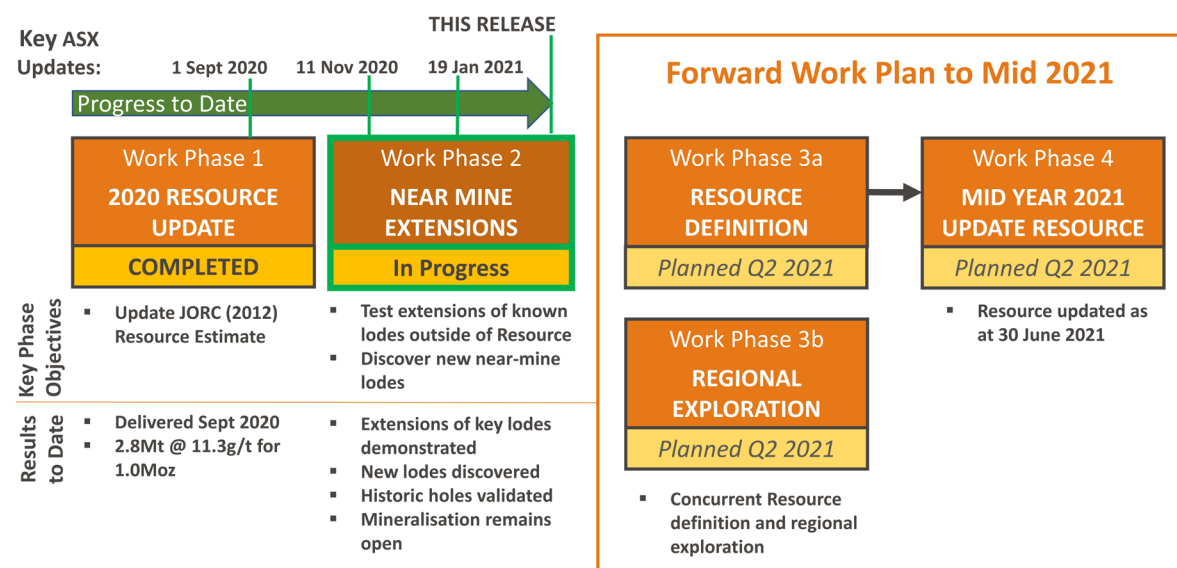 THIS RELEASE
Key ASX
Updates:
1 Sept 2020
11 Nov 2020
19 Jan 2021
Progress to Date
Work Phase 1
2020 RESOURCE
UPDATE
COMPLETED
Work Phase 2
NEAR MINE
EXTENSIONS
In Progress
Key Phase
Objectives
▪ Update JORC (2012)
Resource Estimate
▪ Test extensions of known
lodes outside of Resource
▪ Discover new near-mine
lodes
Results
to Date
▪ Delivered Sept 2020
▪ 2.8Mt @ 11.3g/t for
1.0Moz
▪ Extensions of key lodes
demonstrated
▪ New lodes discovered
▪ Historic holes validated
▪ Mineralisation remains
open
Forward Work Plan to Mid 2021
Work Phase 3a
RESOURCE
DEFINITION
Planned Q2 2021
Work Phase 4
MID YEAR 2021
UPDATE RESOURCE
Planned Q2 2021
▪ Resource updated as
at 30 June 2021
Work Phase 3b
REGIONAL
EXPLORATION
Planned Q2 2021
▪ Concurrent Resource
definition and regional
exploration